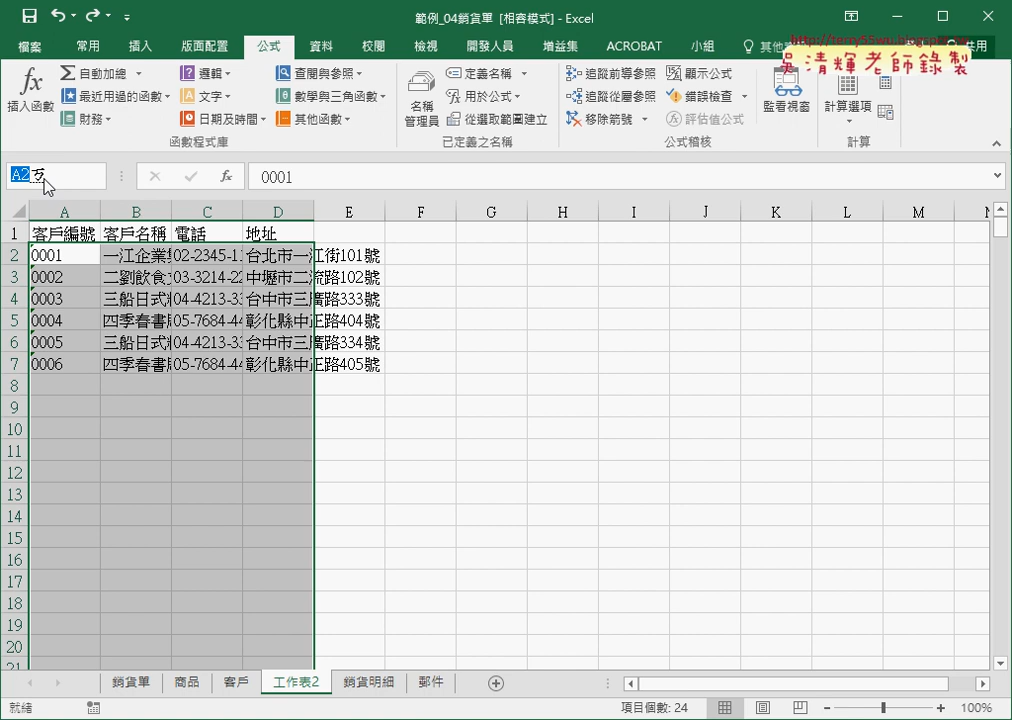 範例_04銷貨單 [相容模式] - Excel
檔案 常用 插入 版面配置 公式 資料 校閱 檢視 開發人員 增益集 ACROBAT 小組 其他 共用
http://terry55wu.blogspot.tw
吳清輝老師錄製
fx 插入函數
Σ 自動加總
最近用過的函數
財務
邏輯
文字
日期及時間
查閱與參照
數學與三角函數
其他函數
函數程式庫
名稱管理員
定義名稱
用於公式
從選取範圍建立
已定義之名稱
追蹤前導參照
追蹤從屬參照
移除箭號
顯示公式
錯誤檢查
評估值公式
公式稽核
監看視窗
計算選項
計算
A2ㄎ fx 0001
A B C D E F G H I J K L M N
1 客戶編號 客戶名稱 電話 地址
2 0001 一江企業 02-2345-11 台北市一江街101號
3 0002 二劉飲食 03-3214-22 中壢市二流路102號
4 0003 三船日式 04-4213-33 台中市三廣路333號
5 0004 四季春書 05-7684-44 彰化縣中正路404號
6 0005 三船日式 04-4213-33 台中市三廣路334號
7 0006 四季春書 05-7684-44 彰化縣中正路405號
8
9
10
11
12
13
14
15
16
17
18
19
20
21
銷貨單 商品 客戶 工作表2 銷貨明細 郵件
就緒 項目個數: 24 100%